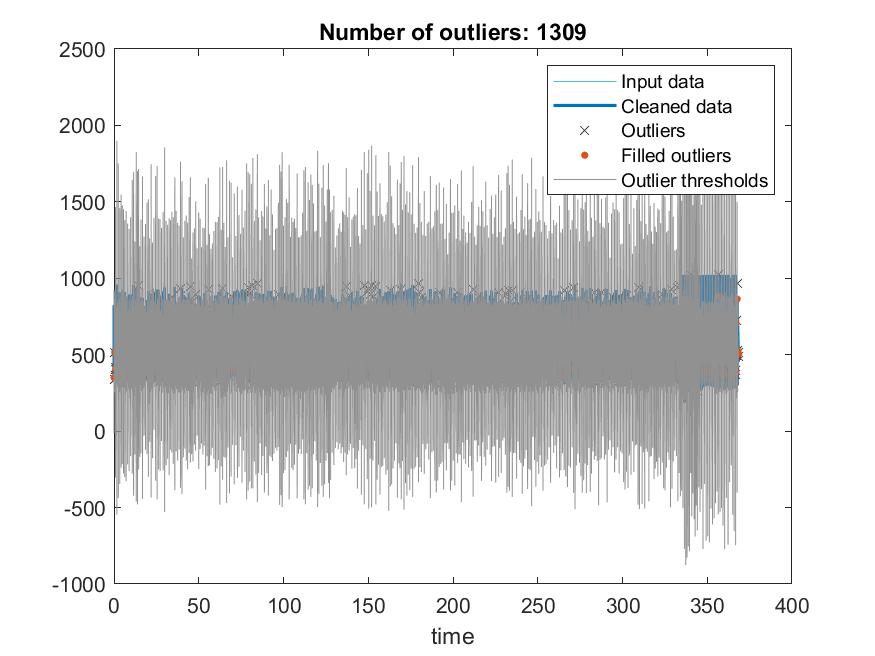 Number of outliers: 1309
2500
2000
1500
1000
500
0
-500
-1000
Input data
Cleaned data
Outliers
Filled outliers
Outlier thresholds
0 50 100 150 200 250 300 350 400
time